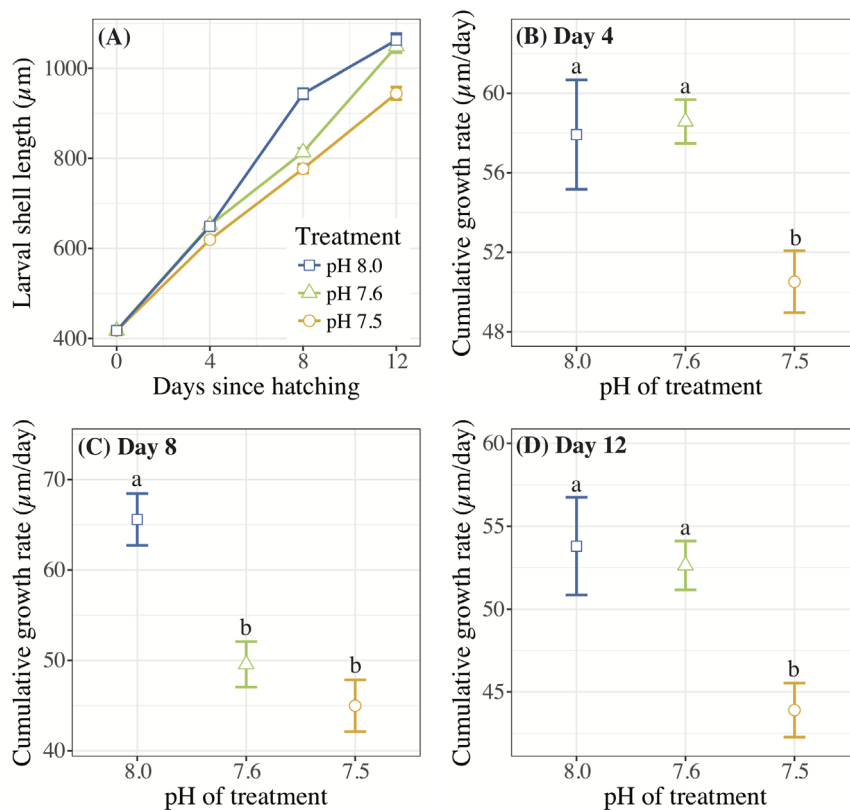 (A)
1000
800
600
400
Larval shell length (µm)
Treatment
pH 8.0
pH 7.6
pH 7.5
0 4 8 12
Days since hatching
(B) Day 4
60
56
52
48
Cumulative growth rate (µm/day)
a
a
b
8.0 7.6 7.5
pH of treatment
(C) Day 8
70
60
50
40
Cumulative growth rate (µm/day)
a
b
b
8.0 7.6 7.5
pH of treatment
(D) Day 12
60
55
53
45
Cumulative growth rate (µm/day)
a
a
b
8.0 7.6 7.5
pH of treatment